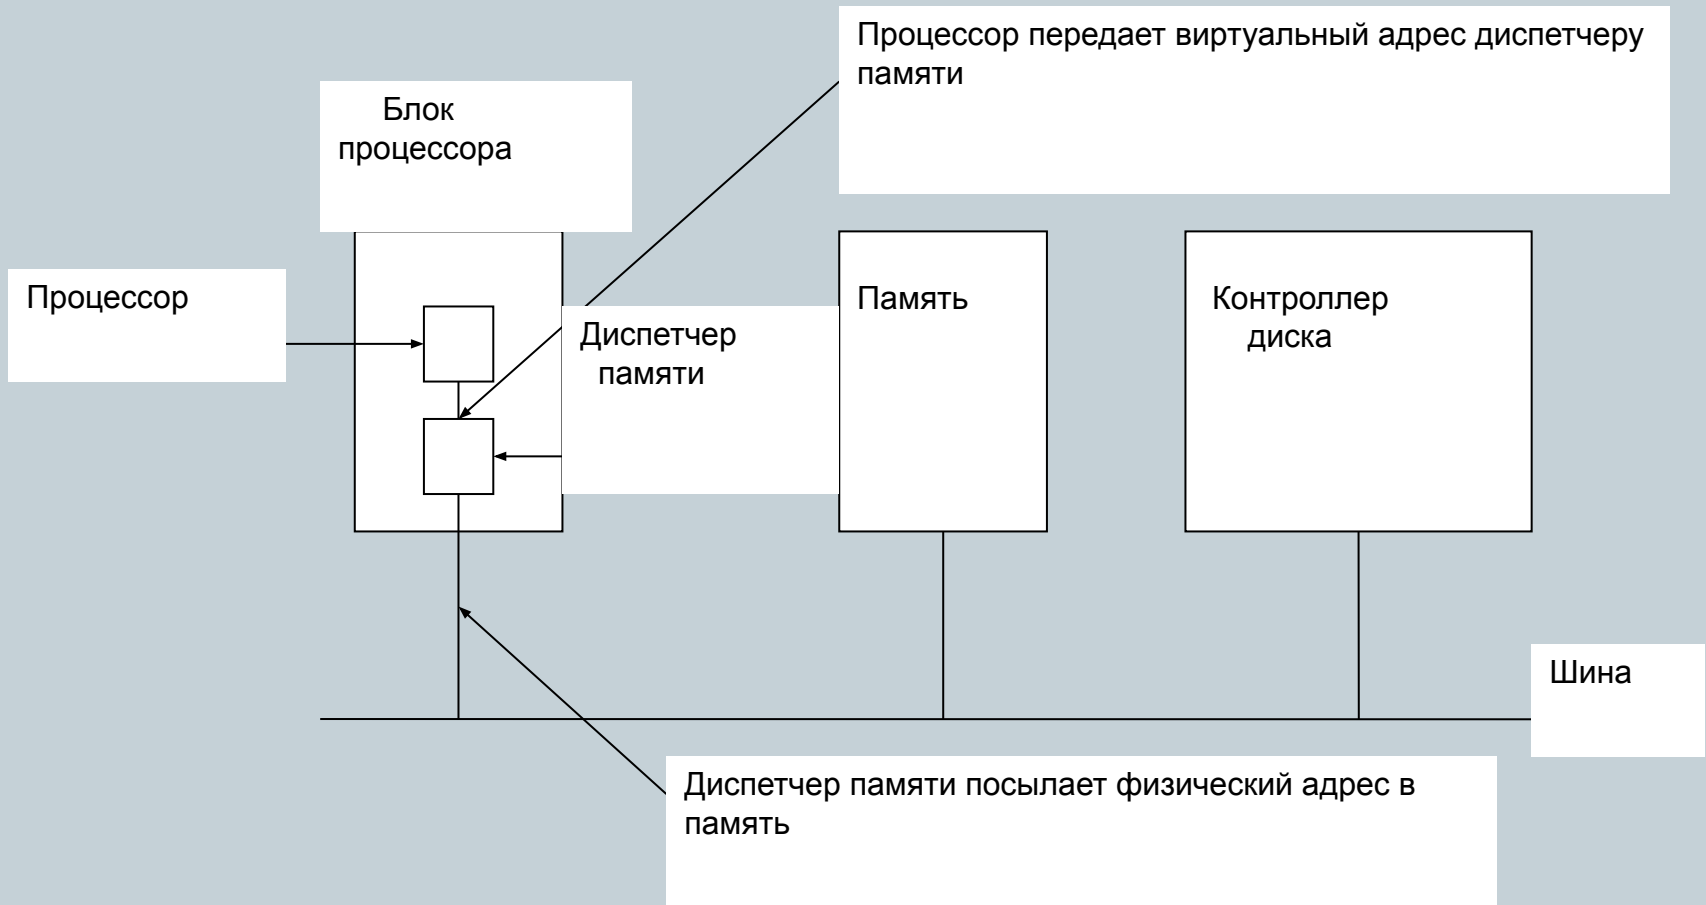 Процессор передает виртуальный адрес диспетчеру
памяти
Блок
процессора
Процессор
Диспетчер
памяти
Память
Контроллер
диска
Шина
Диспетчер памяти посылает физический адрес в
память